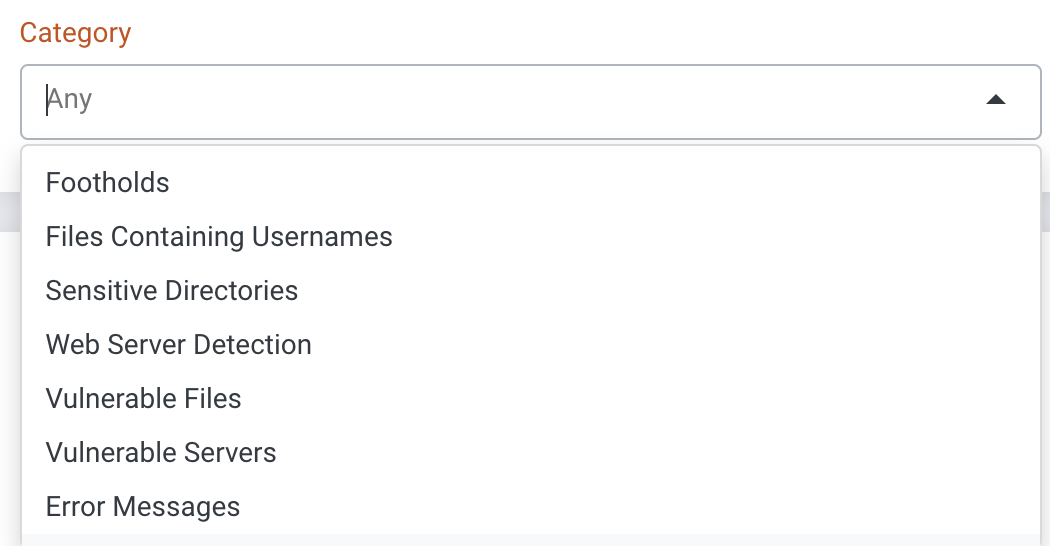 Category
Any
Footholds
Files Containing Usernames
Sensitive Directories
Web Server Detection
Vulnerable Files
Vulnerable Servers
Error Messages